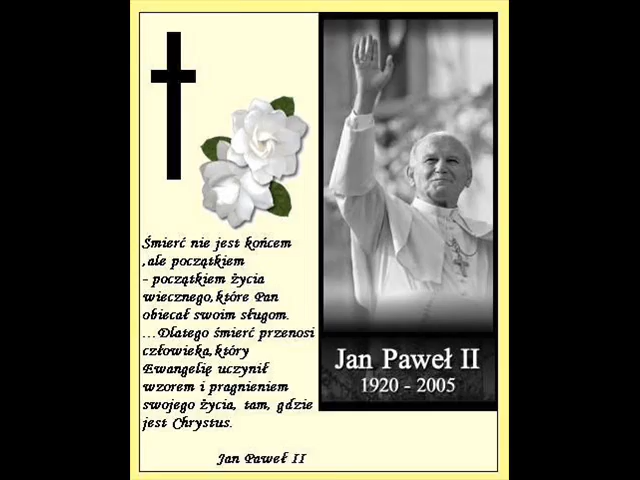 Śmierć nie jest końcem
,ale początkiem
- początkiem życia
wiecznego,które Pan
obiecał swoim sługom.
...Dlatego śmierć przenosi
człowieka,który
Ewangelię uczynił
wzorem i pragnieniem
swojego życia, tam, gdzie
jest Chrystus.
Jan Paweł II
Jan Paweł II
1920 - 2005